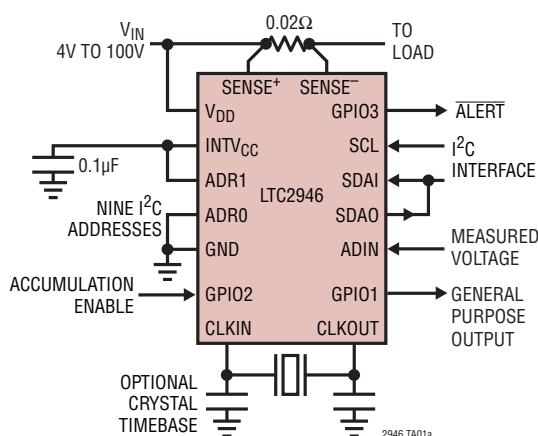 VIN
4V TO 100V
0.02Ω
TO
LOAD
SENSE+
SENSE–
VDD
GPIO3
ALERT
INTVCC
SCL
I2C
INTERFACE
0.1µF
ADR1
SDAI
LTC2946
NINE I2C
ADDRESSES
ADR0
SDAO
GND
ADIN
MEASURED
VOLTAGE
ACCUMULATION
ENABLE
GPIO2
GPIO1
GENERAL
PURPOSE
OUTPUT
CLKIN
CLKOUT
OPTIONAL
CRYSTAL
TIMEBASE
2946 TA01a